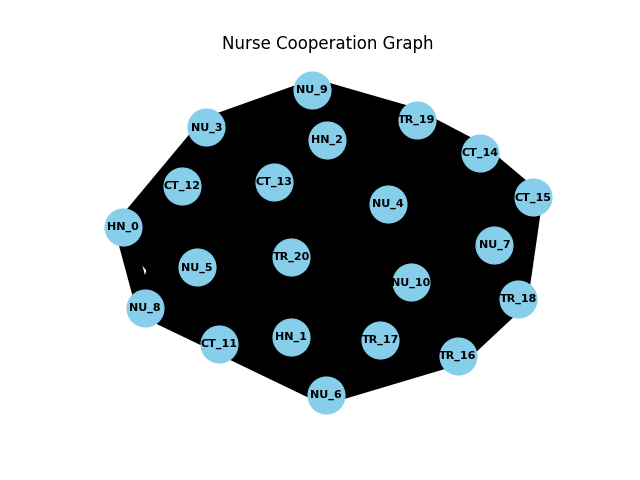 Nurse Cooperation Graph
NU_9
TR_19
NU_3
HN_2
CT_14
CT_13
CT_12
CT_15
NU_4
HN_0
NU_7
TR_20
NU_5
NU_10
TR_18
NU_8
HN_1
TR_17
CT_11
TR_16
NU_6